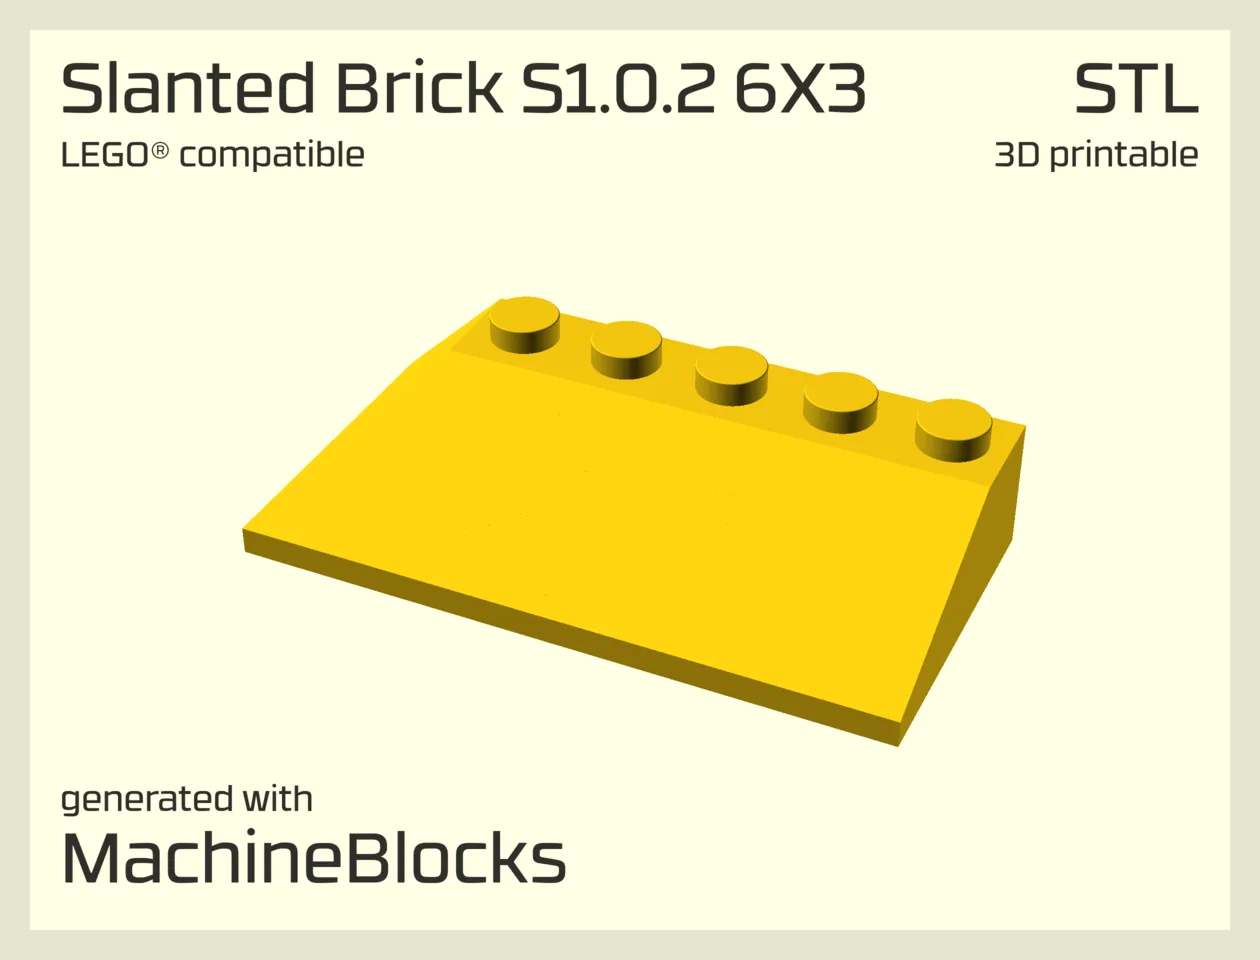 Slanted Brick S1.0.2 6X3
STL
LEGO® compatible
3D printable
generated with
MachineBlocks